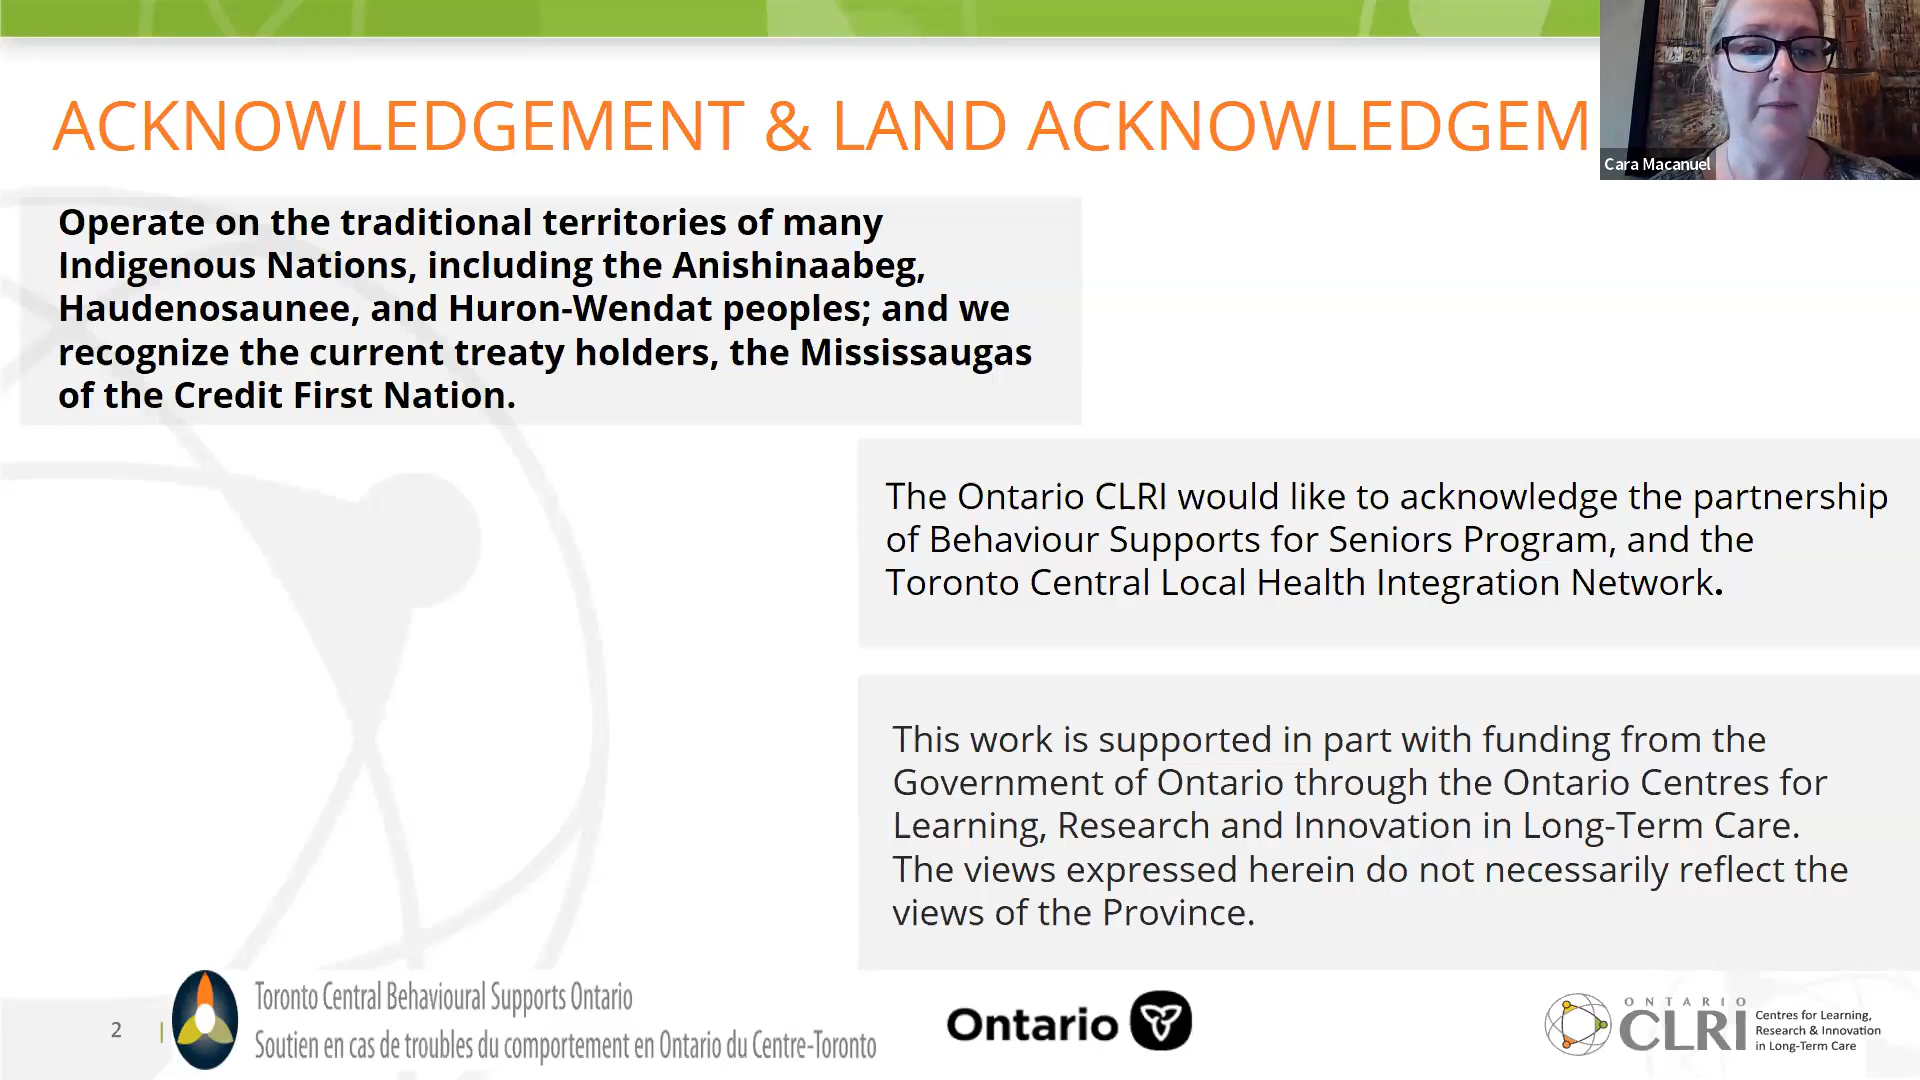 ACKNOWLEDGEMENT & LAND ACKNOWLEDGEM
Cara Macanuel
Operate on the traditional territories of many
Indigenous Nations, including the Anishinaabeg,
Haudenosaunee, and Huron-Wendat peoples; and we
recognize the current treaty holders, the Mississaugas
of the Credit First Nation.
The Ontario CLRI would like to acknowledge the partnership
of Behaviour Supports for Seniors Program, and the
Toronto Central Local Health Integration Network.
This work is supported in part with funding from the
Government of Ontario through the Ontario Centres for
Learning, Research and Innovation in Long-Term Care.
The views expressed herein do not necessarily reflect the
views of the Province.
2
Toronto Central Behavioural Supports Ontario
Soutien en cas de troubles du comportement en Ontario du Centre-Toronto
Ontario
ONTARIO
CLRI
Centres for Learning,
Research & Innovation
in Long-Term Care